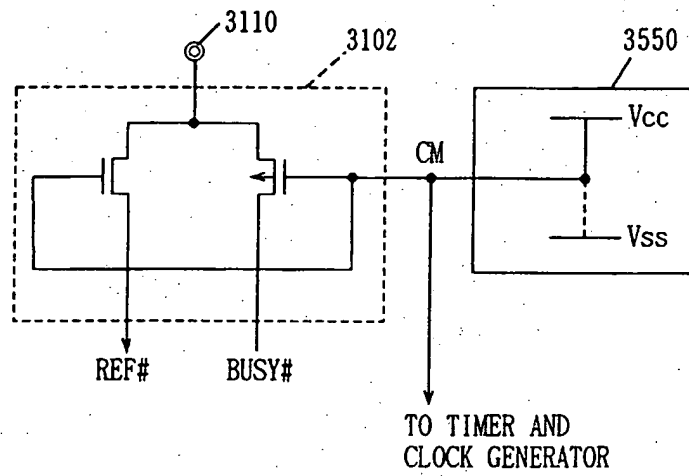 3110
3102
3550
Vcc
CM
Vss
REF#
BUSY#
TO TIMER AND
CLOCK GENERATOR